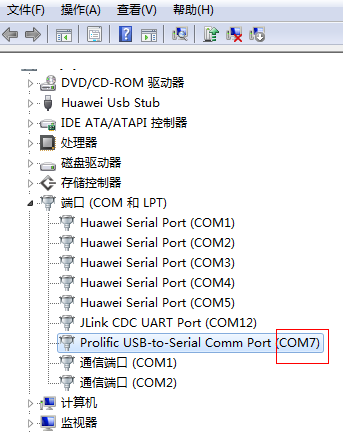 文件(F) 操作(A) 查看(V) 帮助(H)
DVD/CD-ROM 驱动器
Huawei Usb Stub
IDE ATA/ATAPI 控制器
处理器
磁盘驱动器
存储控制器
端口 (COM 和 LPT)
Huawei Serial Port (COM1)
Huawei Serial Port (COM2)
Huawei Serial Port (COM3)
Huawei Serial Port (COM4)
Huawei Serial Port (COM5)
JLink CDC UART Port (COM12)
Prolific USB-to-Serial Comm Port (COM7)
通信端口 (COM1)
通信端口 (COM2)
计算机
监视器